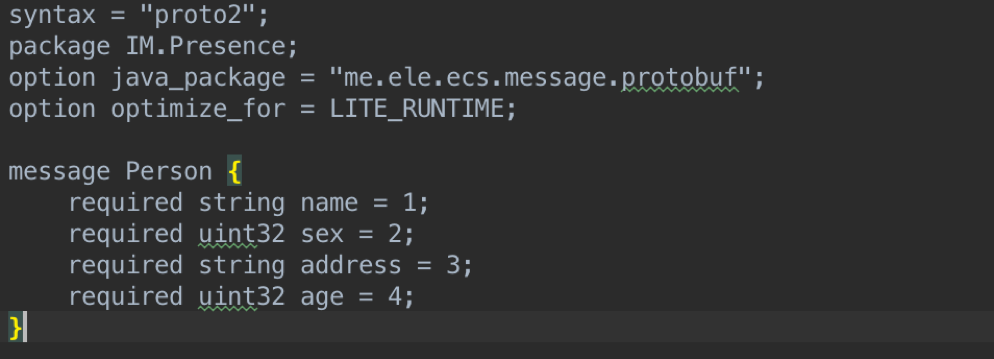 syntax = "proto2";
package IM.Presence;
option java_package = "me.ele.ecs.message.protobuf";
option optimize_for = LITE_RUNTIME;

message Person {
    required string name = 1;
    required uint32 sex = 2;
    required string address = 3;
    required uint32 age = 4;
}